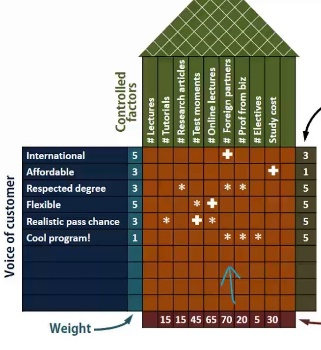 Controlled factors
# Lectures
# Tutorials
# Research articles
# Test moments
# Online lectures
# Foreign partners
# Prof from biz
# Electives
Study cost
Voice of customer
International 5 3
Affordable 3 1
Respected degree 3 * * * 5
Flexible 5 * 5
Realistic pass chance 3 * * 5
Cool program! 1 * * * 5
15 15 45 65 70 20 5 30
Weight